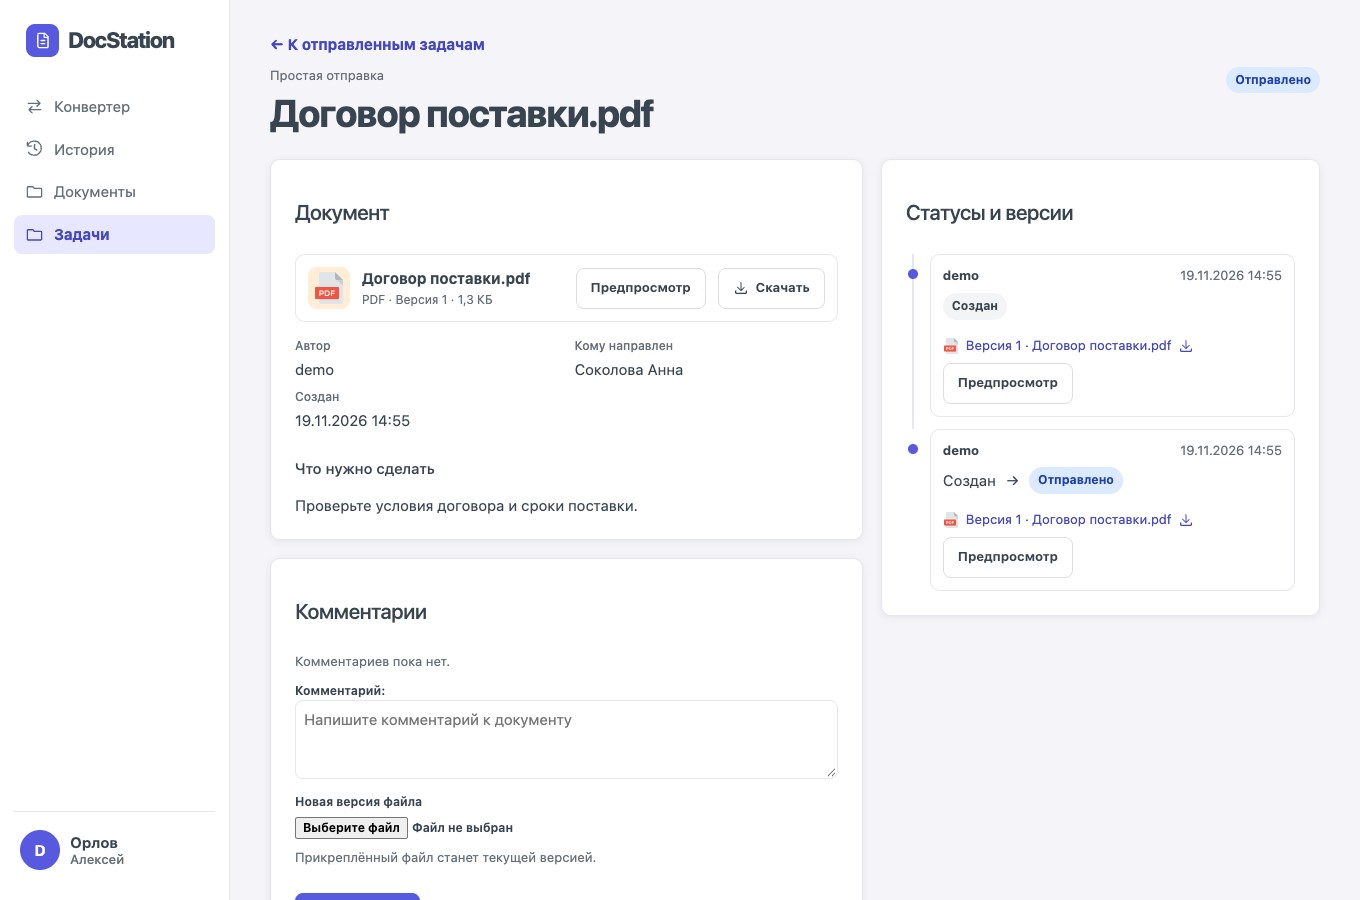 DocStation
Конвертер
История
Документы
Задачи
Орлов
D
Алексей
← К отправленным задачам
Простая отправка
Отправлено
Договор поставки.pdf
Документ
PDF
Договор поставки.pdf
PDF · Версия 1 · 1,3 КБ
Предпросмотр
Скачать
Автор
Кому направлен
demo
Соколова Анна
Создан
19.11.2026 14:55
Что нужно сделать
Проверьте условия договора и сроки поставки.
Комментарии
Комментариев пока нет.
Комментарий:
Напишите комментарий к документу
Новая версия файла
Выберите файл Файл не выбран
Прикреплённый файл станет текущей версией.
Статусы и версии
demo
19.11.2026 14:55
Создан
PDF
Версия 1 · Договор поставки.pdf
Предпросмотр
demo
19.11.2026 14:55
Создан → Отправлено
PDF
Версия 1 · Договор поставки.pdf
Предпросмотр